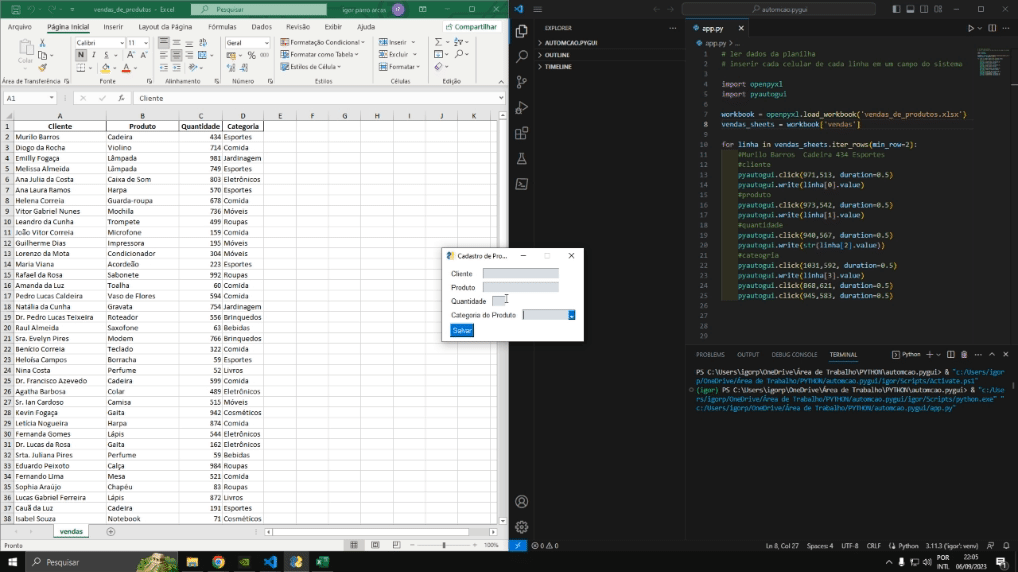 vendas_de_produtos - Excel
Pesquisar
igor piano arcas
Arquivo Página Inicial Inserir Layout da Página Fórmulas Dados Revisão Exibir Ajuda Compartilhar
Calibri 11 Geral Formatação Condicional Inserir
Colar N Formatar como Tabela Excluir
Estilos de Célula Formatar
Área de Transferência Fonte Alinhamento Número Estilos Células Edição
A1 Cliente
A B C D E F G H I J K
1 Cliente Produto Quantidade Categoria
2 Murilo Barros Cadeira 434 Esportes
3 Diogo da Rocha Violino 714 Comida
4 Emilly Fogaça Lâmpada 981 Jardinagem
5 Melissa Almeida Lâmpada 749 Esportes
6 Ana Julia da Costa Caixa de Som 803 Eletrônicos
7 Ana Laura Ramos Harpa 570 Esportes
8 Helena Correia Guarda-roupa 678 Comida
9 Vitor Gabriel Nunes Mochila 736 Móveis
10 Leandro da Cunha Trompete 499 Roupas
11 João Vitor Correia Microfone 159 Comida
12 Guilherme Dias Impressora 195 Móveis
13 Lorenzo da Mota Condicionador 304 Móveis
14 Maria Viana Acordeão 223 Esportes
15 Rafael da Rosa Sabonete 992 Roupas
16 Amanda da Luz Toalha 60 Comida
17 Pedro Lucas Caldeira Vaso de Flores 594 Comida
18 Natália da Cunha Gravata 754 Jardinagem
19 Dr. Pedro Lucas Teixeira Roteador 556 Brinquedos
20 Raul Almeida Saxofone 63 Bebidas
21 Sra. Evelyn Pires Modem 766 Brinquedos
22 Benício Correia Teclado 322 Comida
23 Heloísa Campos Borracha 59 Esportes
24 Nina Costa Perfume 52 Livros
25 Dr. Francisco Azevedo Cadeira 599 Comida
26 Agatha Barbosa Colar 489 Eletrônicos
27 Sr. Ian Cardoso Camisa 515 Móveis
28 Kevin Fogaça Gaita 942 Cosméticos
29 Letícia Nogueira Harpa 874 Comida
30 Fernanda Gomes Lápis 544 Eletrônicos
31 Dr. Lucas da Rosa Gaita 162 Eletrônicos
32 Srta. Juliana Pires Perfume 59 Bebidas
33 Eduardo Peixoto Calça 984 Roupas
34 Fernando Lima Mesa 521 Comida
35 Sophia Araújo Chapéu 83 Roupas
36 Lucas Gabriel Ferreira Lápis 872 Livros
37 Cauã da Luz Cadeira 191 Esportes
38 Isabel Souza Notebook 71 Cosméticos
vendas
Pronto 100%
Cadastro de Pro...
Cliente
Produto
Quantidade
Categoria do Produto
Salvar
automcao.pygui
EXPLORER
AUTOMCAO.PYGUI
OUTLINE
TIMELINE
app.py
app.py > ...
1 # ler dados da planilha
2 # inserir cada celular de cada linha em um campo do sistema
3
4 import openpyxl
5 import pyautogui
6
7 workbook = openpyxl.load_workbook('vendas_de_produtos.xlsx')
8 vendas_sheets = workbook['vendas']
9
10 for linha in vendas_sheets.iter_rows(min_row=2):
11 #Murilo Barros Cadeira 434 Esportes
12 #cliente
13 pyautogui.click(971,513, duration=0.5)
14 pyautogui.write(linha[0].value)
15 #produto
16 pyautogui.click(973,542, duration=0.5)
17 pyautogui.write(linha[1].value)
18 #quantidade
19 pyautogui.click(940,567, duration=0.5)
20 pyautogui.write(str(linha[2].value))
21 #cateogria
22 pyautogui.click(1031,592, duration=0.5)
23 pyautogui.write(linha[3].value)
24 pyautogui.click(868,621, duration=0.5)
25 pyautogui.click(945,583, duration=0.5)
26
27
28
29
PROBLEMS OUTPUT DEBUG CONSOLE TERMINAL Python
PS C:\Users\igorp\OneDrive\Área de Trabalho\PYTHON\automcao.pygui> & "c:/Users/igor
p/OneDrive/Área de Trabalho/PYTHON/automcao.pygui/igor/Scripts/Activate.ps1"
(igor) PS C:\Users\igorp\OneDrive\Área de Trabalho\PYTHON\automcao.pygui> & "c:/Use
rs/igorp/OneDrive/Área de Trabalho/PYTHON/automcao.pygui/igor/Scripts/python.exe" "
c:/Users/igorp/OneDrive/Área de Trabalho/PYTHON/automcao.pygui/app.py"
0 0 Ln 8, Col 27 Spaces: 4 UTF-8 CRLF Python 3.11.3 ('igor': venv)
Pesquisar
POR
INTL
22:05
06/09/2023